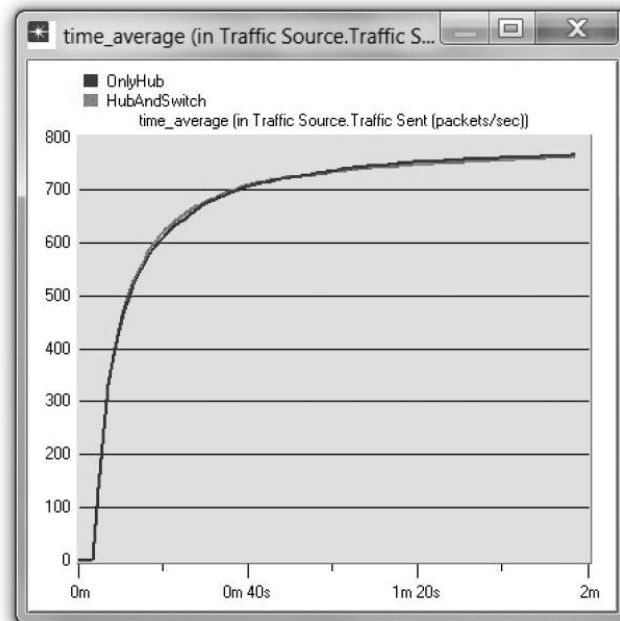 time_average (in Traffic Source.Traffic S...
OnlyHub
HubAndSwitch
time_average (in Traffic Source.Traffic Sent (packets/sec))
800
700
600
500
400
300
200
100
0
0m 0m 40s 1m 20s 2m